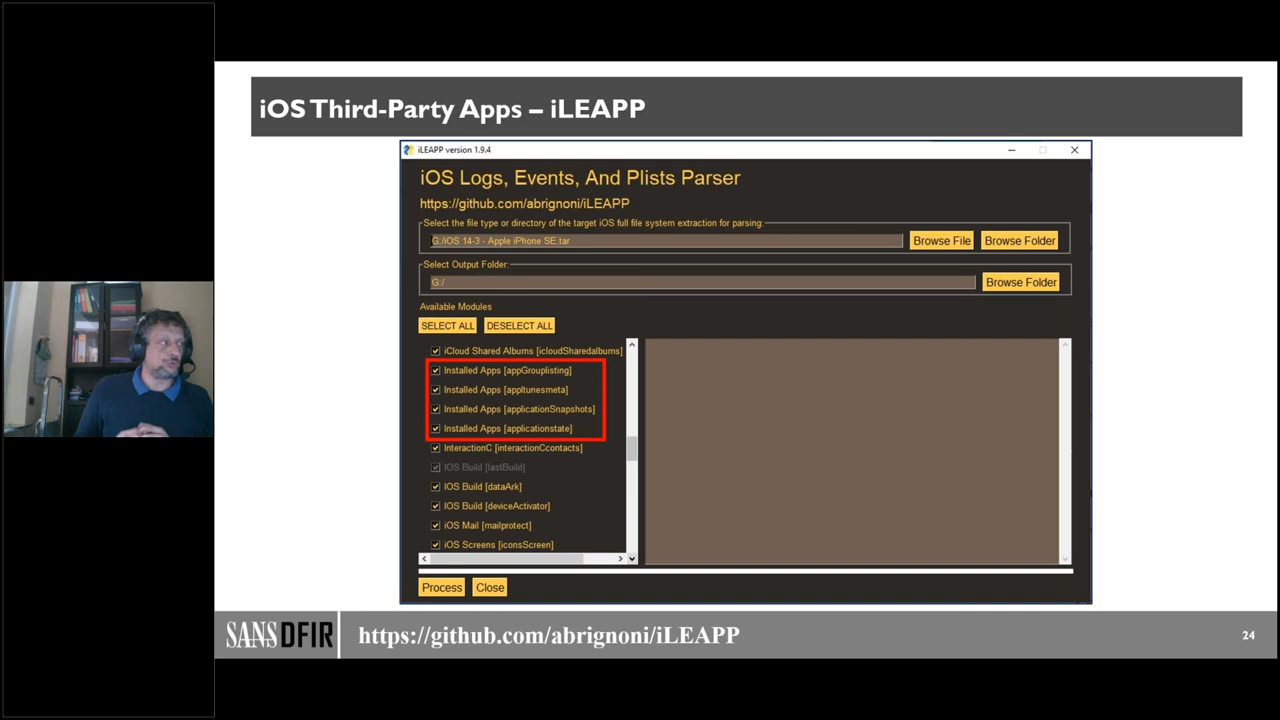 iOS Third-Party Apps – iLEAPP
iLEAPP version 1.9.4
iOS Logs, Events, And Plists Parser
https://github.com/abrignoni/iLEAPP
Select the file type or directory of the target iOS full file system extraction for parsing:
G:/iOS 14-3 - Apple iPhone SE.tar
Browse File
Browse Folder
Select Output Folder:
G:/
Browse Folder
Available Modules
SELECT ALL
DESELECT ALL
iCloud Shared Albums [icloudSharedalbums]
Installed Apps [appGrouplisting]
Installed Apps [appItunesmeta]
Installed Apps [applicationSnapshots]
Installed Apps [applicationstate]
InteractionC [interactionCcontacts]
IOS Build [lastBuild]
IOS Build [dataArk]
IOS Build [deviceActivator]
iOS Mail [mailprotect]
iOS Screens [iconsScreen]
Process
Close
SANS DFIR
https://github.com/abrignoni/iLEAPP
24